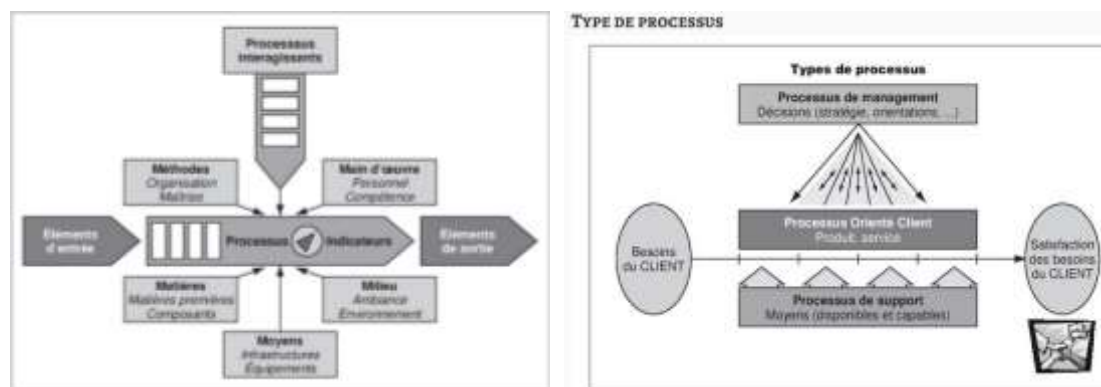 Processus
interagissants
Méthodes
Organisation
Maîtrise
Main d'œuvre
Personnel
Compétence
Éléments
d'entrée
Processus
Indicateurs
Éléments
de sortie
Matières
Matières premières
Composants
Milieu
Ambiance
Environnement
Moyens
Infrastructures
Équipements
TYPE DE PROCESSUS
Types de processus
Processus de management
Décisions (stratégie, orientations, ...)
Processus Orienté Client
Produit, service
Besoins
du CLIENT
Satisfaction
des besoins
du CLIENT
Processus de support
Moyens (disponibles et capables)